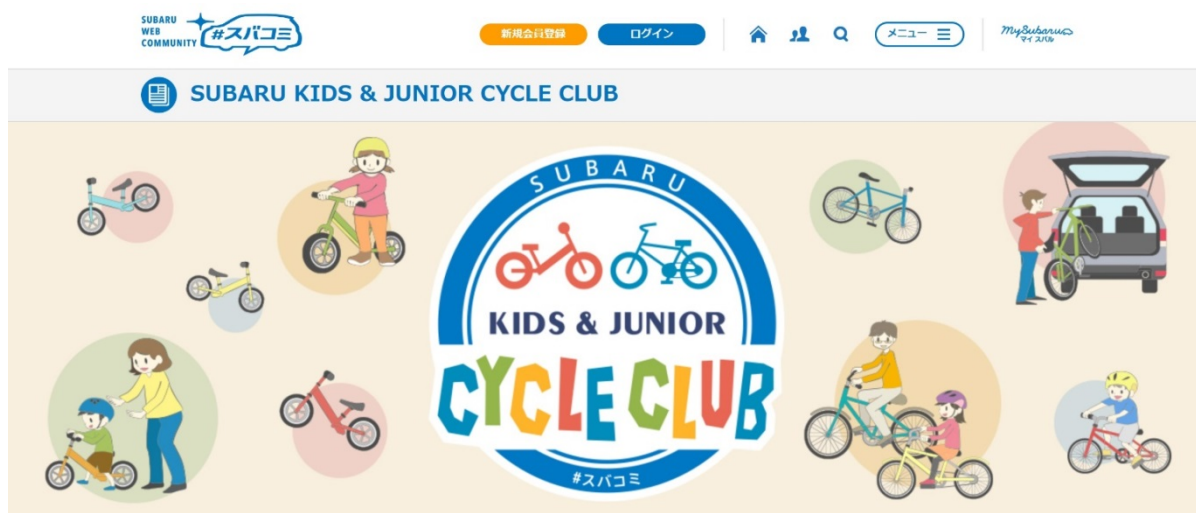 SUBARU
WEB
COMMUNITY
#スバコミ
新規会員登録
ログイン
メニュー
MySubaru
マイ スバル
SUBARU KIDS & JUNIOR CYCLE CLUB
SUBARU
KIDS & JUNIOR
CYCLE CLUB
#スバコミ